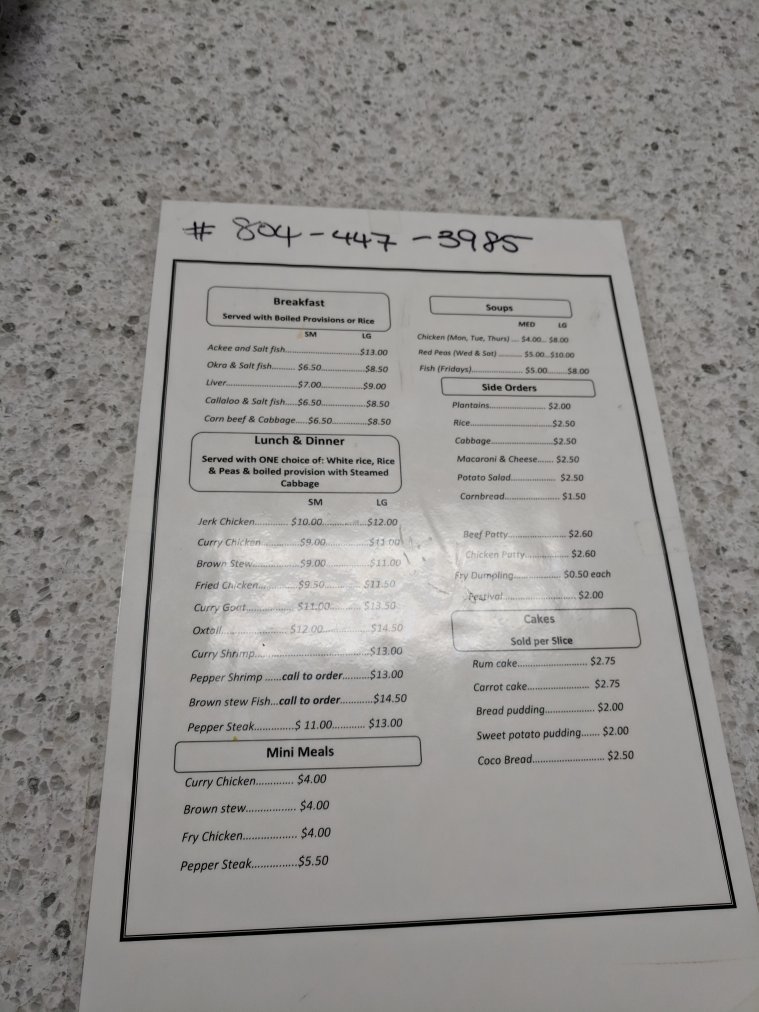 # 804-447-3985
Breakfast
Served with Boiled Provisions or Rice
SM LG
Ackee and Salt fish.....................$13.00
Okra & Salt fish......... $6.50.................$8.50
Liver.....................$7.00................$9.00
Callaloo & Salt fish.....$6.50................$8.50
Corn beef & Cabbage.....$6.50..............$8.50
Lunch & Dinner
Served with ONE choice of: White rice, Rice
& Peas & boiled provision with Steamed
Cabbage
SM LG
Jerk Chicken............ $10.00................$12.00
Curry Chicken ............$9.00................$11.00
Brown Stew................$9.00................$11.00
Fried Chicken.............$9.50............. $11.50
Curry Goat................ $11.00........... $13.50
Oxtail...................... $12.00.................$14.50
Curry Shrimp.......................................$13.00
Pepper Shrimp ......call to order..........$13.00
Brown stew Fish...call to order............$14.50
Pepper Steak.............$ 11.00............ $13.00
Mini Meals
Curry Chicken............. $4.00
Brown stew................. $4.00
Fry Chicken.................. $4.00
Pepper Steak...............$5.50
Soups
MED LG
Chicken (Mon, Tue, Thurs) .... $4.00... $8.00
Red Peas (Wed & Sat) ........... $5.00...$10.00
Fish (Fridays)........................ $5.00.........$8.00
Side Orders
Plantains....................... $2.00
Rice..................................$2.50
Cabbage..........................$2.50
Macaroni & Cheese....... $2.50
Potato Salad.................. $2.50
Cornbread...................... $1.50
Beef Patty....................... $2.60
Chicken Patty.................. $2.60
Fry Dumpling................... $0.50 each
Festival............................. $2.00
Cakes
Sold per Slice
Rum cake........................... $2.75
Carrot cake........................ $2.75
Bread pudding.................. $2.00
Sweet potato pudding....... $2.00
Coco Bread........................... $2.50